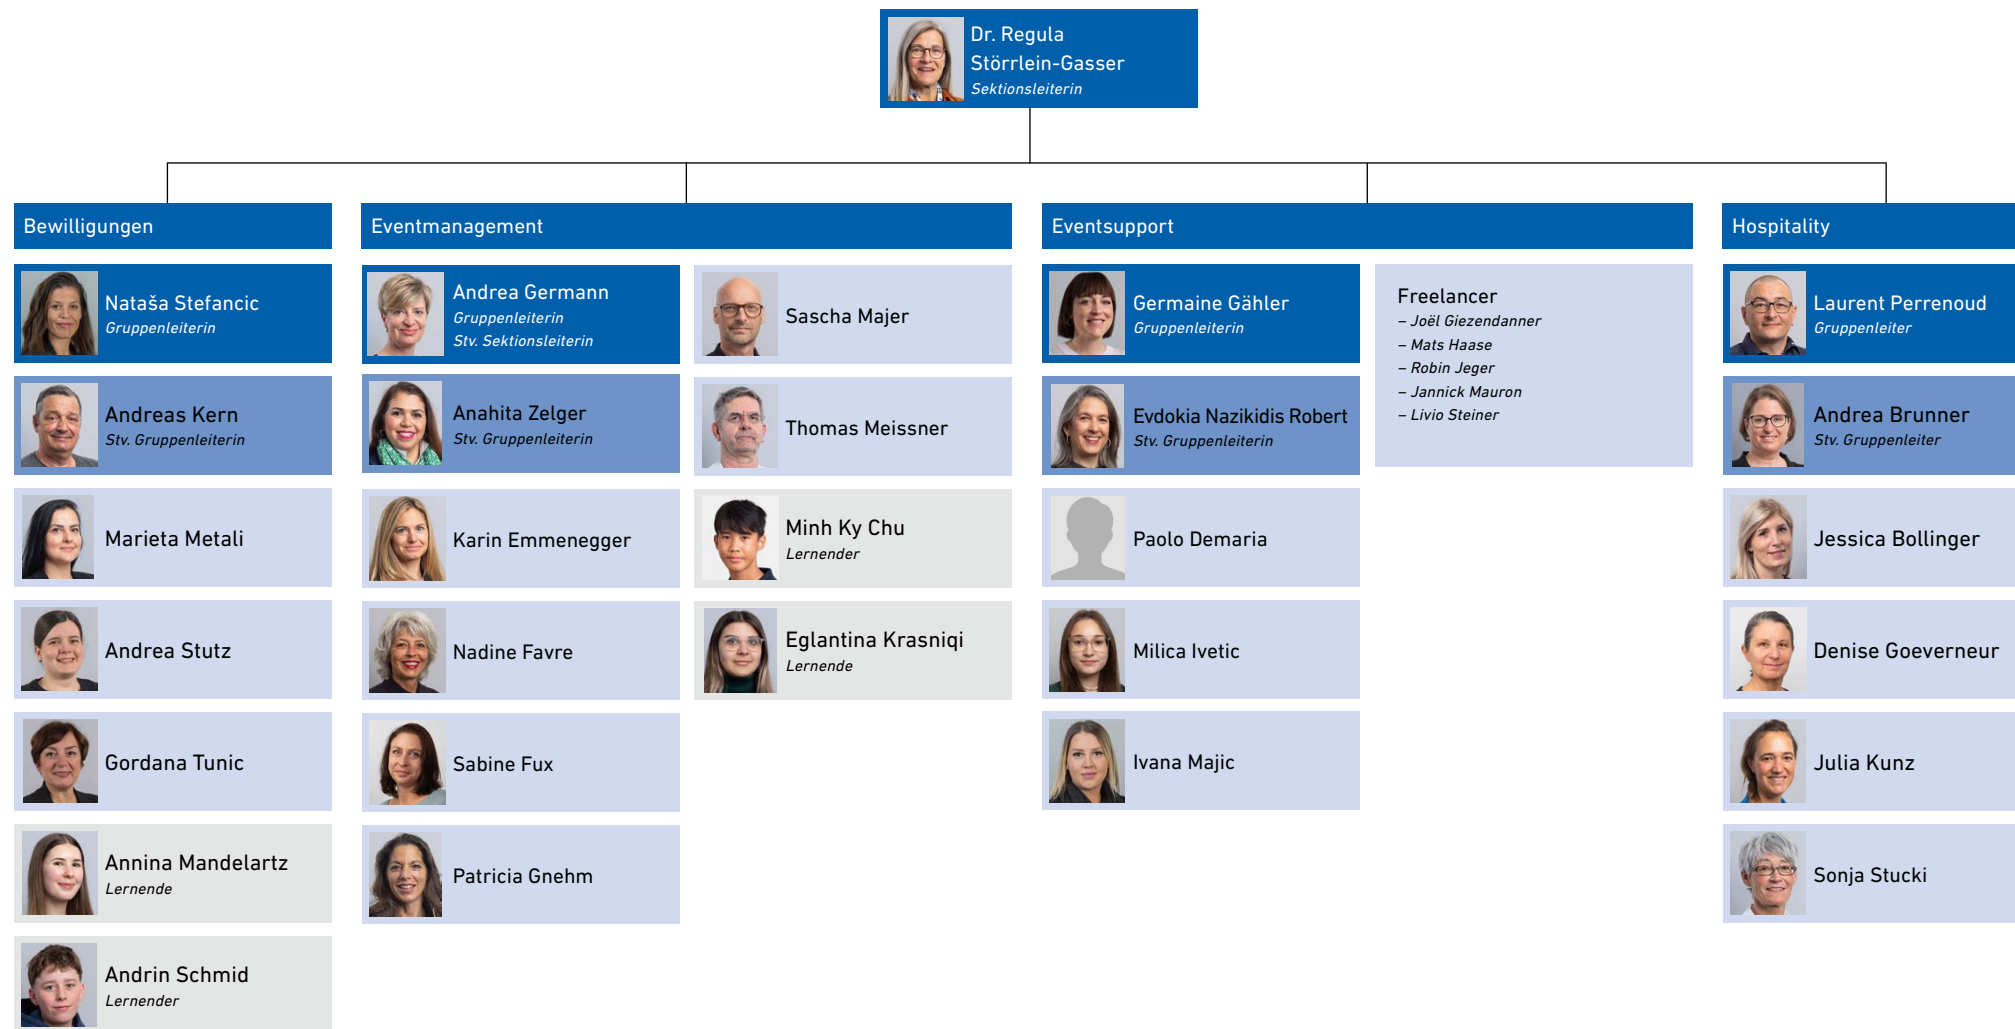 Dr. Regula
Störrlein-Gasser
Sektionsleiterin
Bewilligungen
Nataša Stefancic
Gruppenleiterin
Andreas Kern
Stv. Gruppenleiterin
Marieta Metali
Andrea Stutz
Gordana Tunic
Annina Mandelartz
Lernende
Andrin Schmid
Lernender
Eventmanagement
Andrea Germann
Gruppenleiterin
Stv. Sektionsleiterin
Anahita Zelger
Stv. Gruppenleiterin
Karin Emmenegger
Nadine Favre
Sabine Fux
Patricia Gnehm
Sascha Majer
Thomas Meissner
Minh Ky Chu
Lernender
Eglantina Krasniqi
Lernende
Eventsupport
Germaine Gähler
Gruppenleiterin
Evdokia Nazikidis Robert
Stv. Gruppenleiterin
Paolo Demaria
Milica Ivetic
Ivana Majic
Freelancer
– Joël Giezendanner
– Mats Haase
– Robin Jeger
– Jannick Mauron
– Livio Steiner
Hospitality
Laurent Perrenoud
Gruppenleiter
Andrea Brunner
Stv. Gruppenleiter
Jessica Bollinger
Denise Goeverneur
Julia Kunz
Sonja Stucki